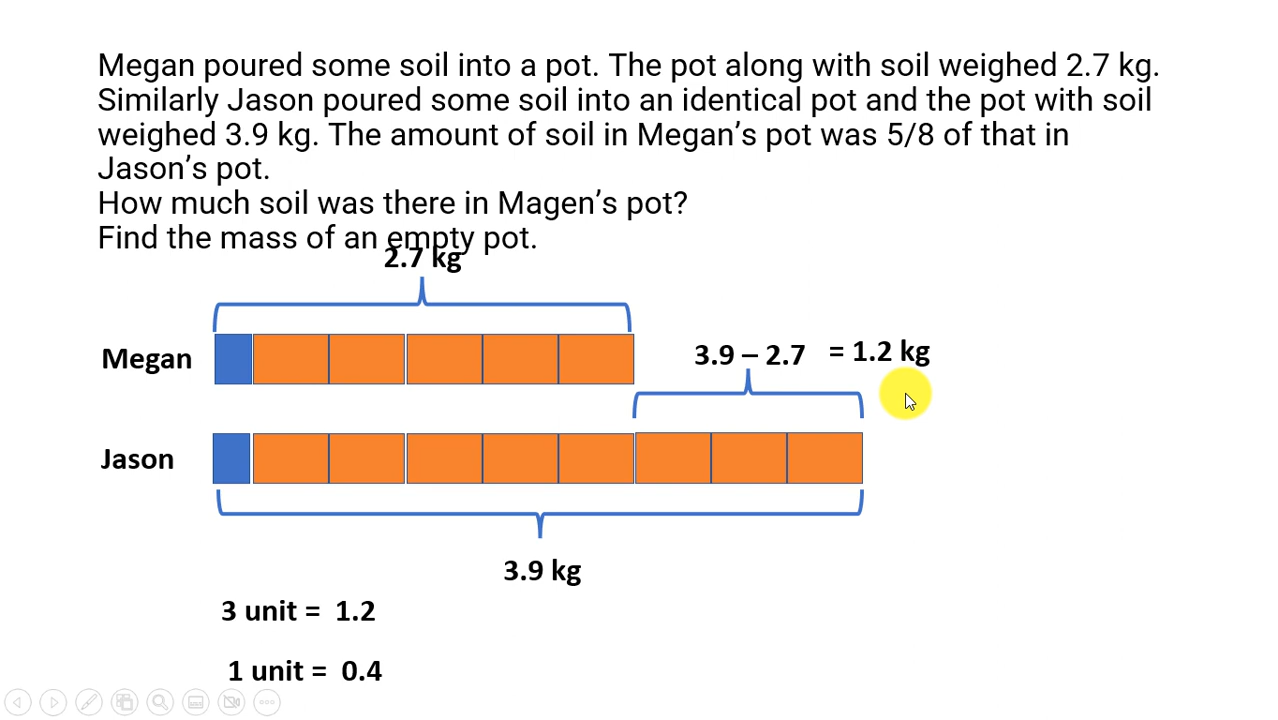 Megan poured some soil into a pot. The pot along with soil weighed 2.7 kg.
Similarly Jason poured some soil into an identical pot and the pot with soil
weighed 3.9 kg. The amount of soil in Megan’s pot was 5/8 of that in
Jason’s pot.
How much soil was there in Magen’s pot?
Find the mass of an empty pot.
2.7 kg
Megan
3.9 – 2.7 = 1.2 kg
Jason
3.9 kg
3 unit = 1.2
1 unit = 0.4